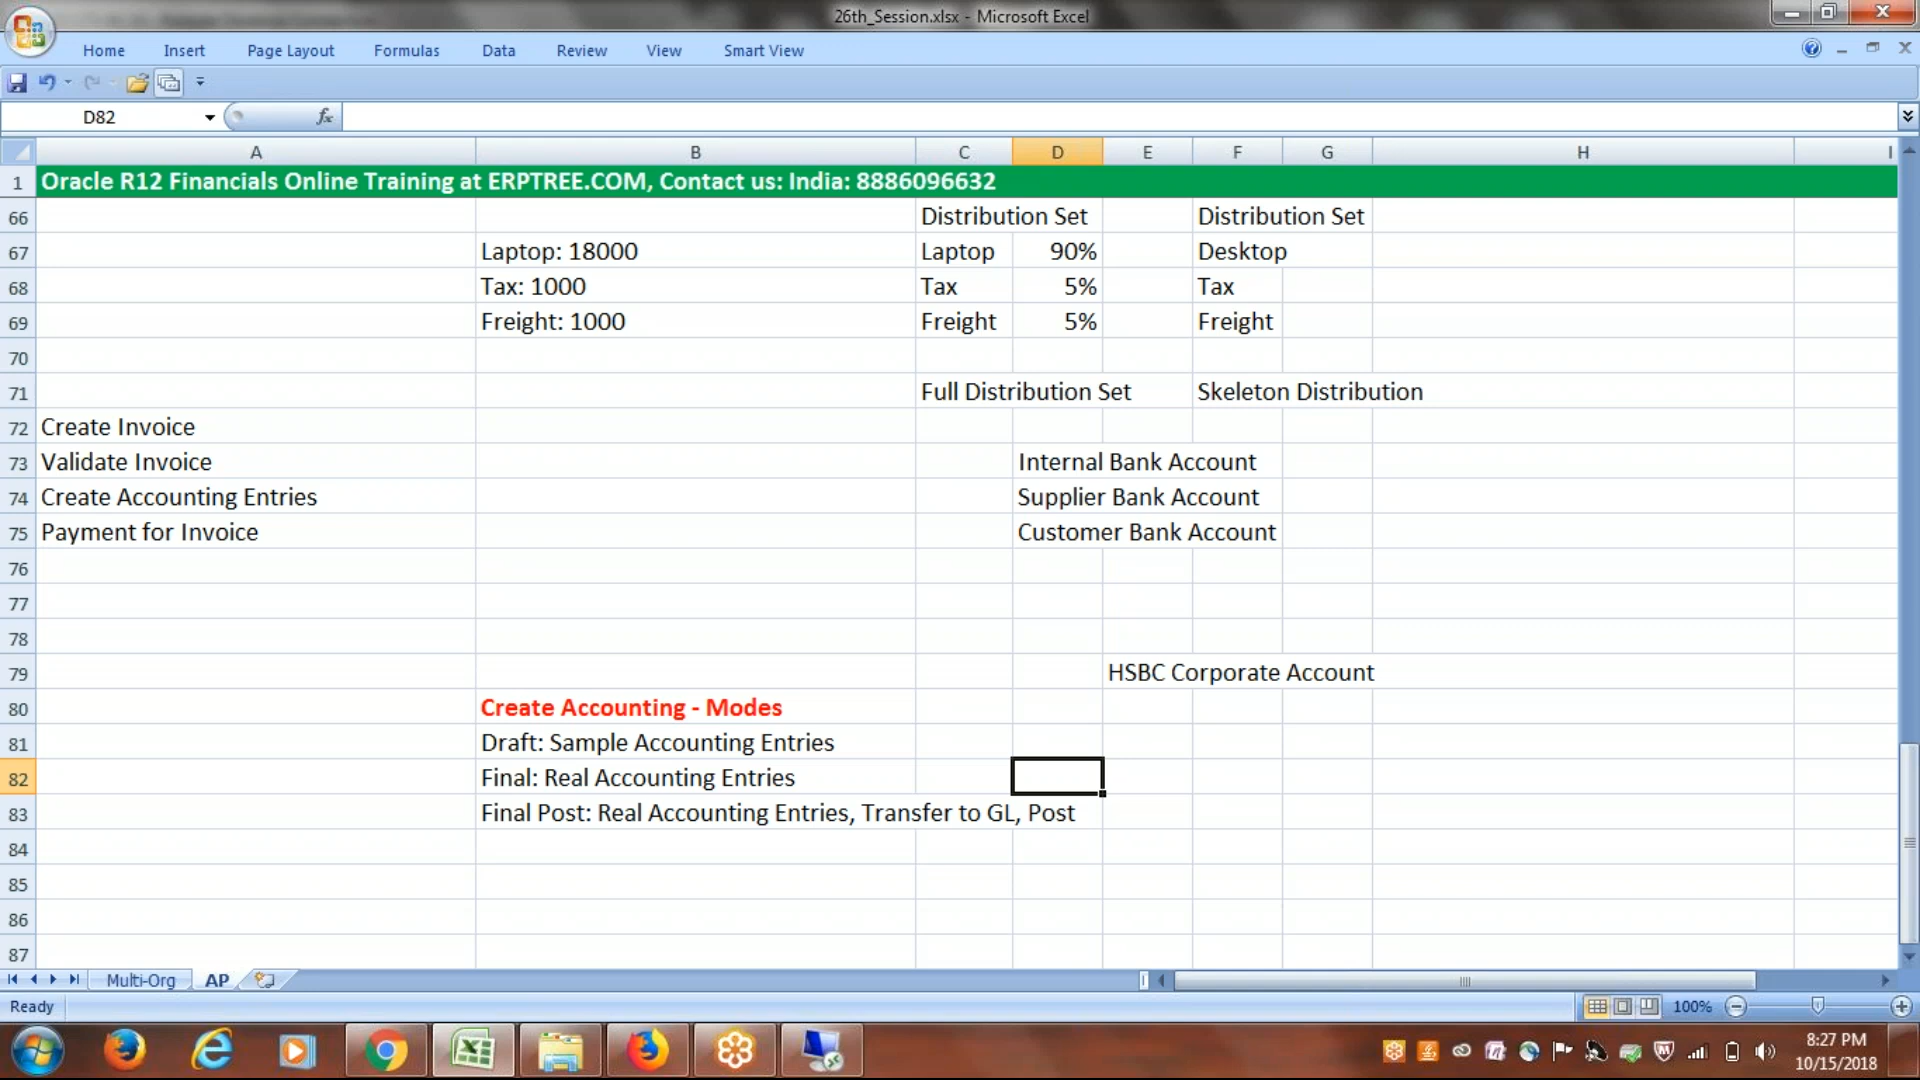 26th_Session.xlsx - Microsoft Excel
Home Insert Page Layout Formulas Data Review View Smart View
D82 fx
A B C D E F G H I
1 Oracle R12 Financials Online Training at ERPTREE.COM, Contact us: India: 8886096632
66 Distribution Set Distribution Set
67 Laptop: 18000 Laptop 90% Desktop
68 Tax: 1000 Tax 5% Tax
69 Freight: 1000 Freight 5% Freight
70
71 Full Distribution Set Skeleton Distribution
72 Create Invoice
73 Validate Invoice Internal Bank Account
74 Create Accounting Entries Supplier Bank Account
75 Payment for Invoice Customer Bank Account
76
77
78
79 HSBC Corporate Account
80 Create Accounting - Modes
81 Draft: Sample Accounting Entries
82 Final: Real Accounting Entries
83 Final Post: Real Accounting Entries, Transfer to GL, Post
84
85
86
87
Multi-Org AP
Ready 100%
8:27 PM
10/15/2018